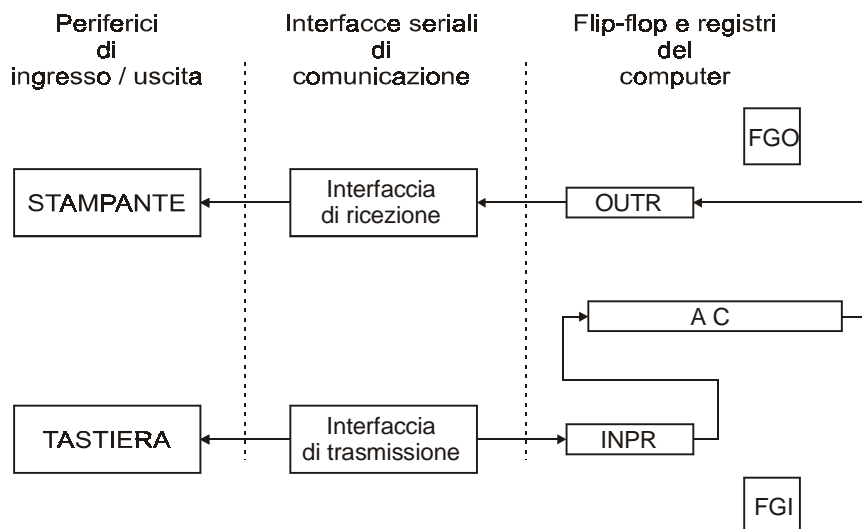 Periferici
di
ingresso / uscita
Interfacce seriali
di
comunicazione
Flip-flop e registri
del
computer
FGO
STAMPANTE
Interfaccia
di ricezione
OUTR
A C
TASTIERA
Interfaccia
di trasmissione
INPR
FGI